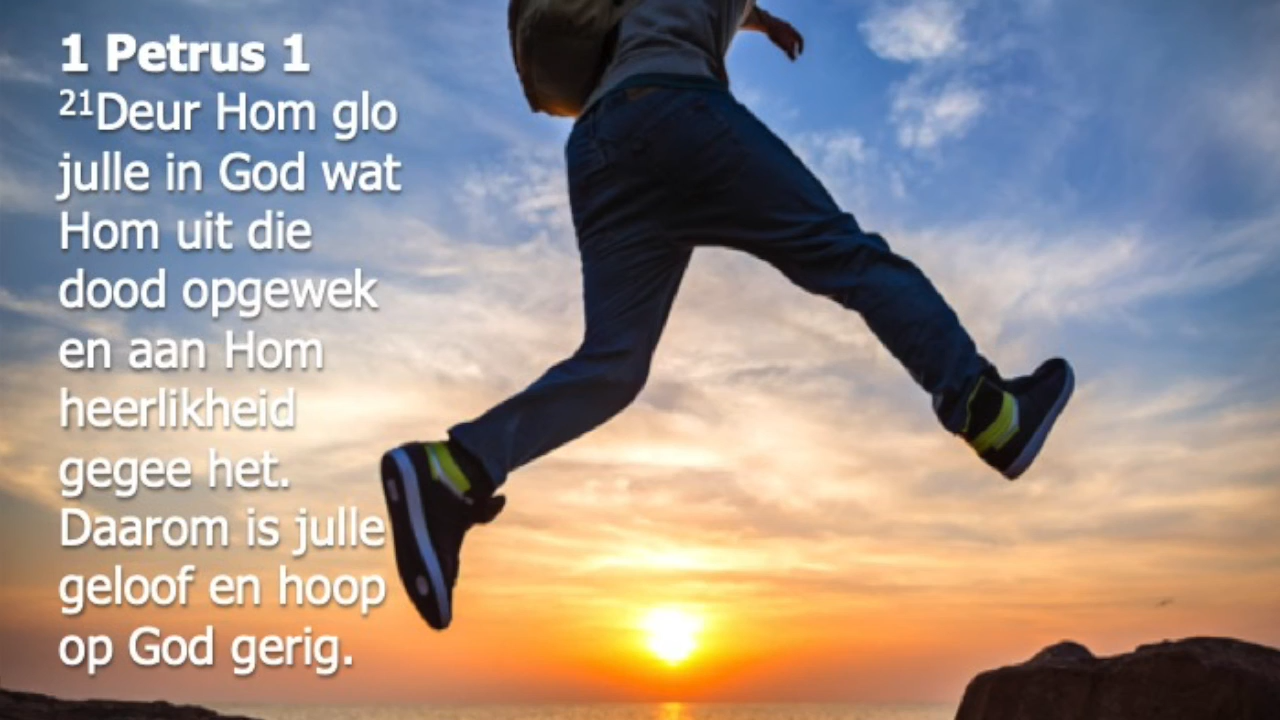 1 Petrus 1
21Deur Hom glo
julle in God wat
Hom uit die
dood opgewek
en aan Hom
heerlikheid
gegee het.
Daarom is julle
geloof en hoop
op God gerig.